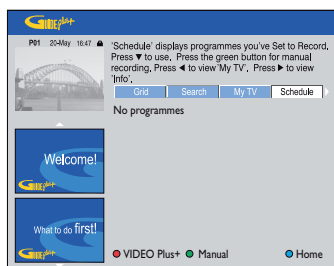 GUIDE plus+
P01 20-May 16:47
'Schedule' displays programmes you've Set to Record.
Press ▼ to use, Press the green button for manual
recording, Press ◄ to view 'My TV', Press ► to view
'Info',
Grid Search My TV Schedule
No programmes
Welcome!
GUIDE plus+
What to do first!
GUIDE plus+
VIDEO Plus+ Manual Home